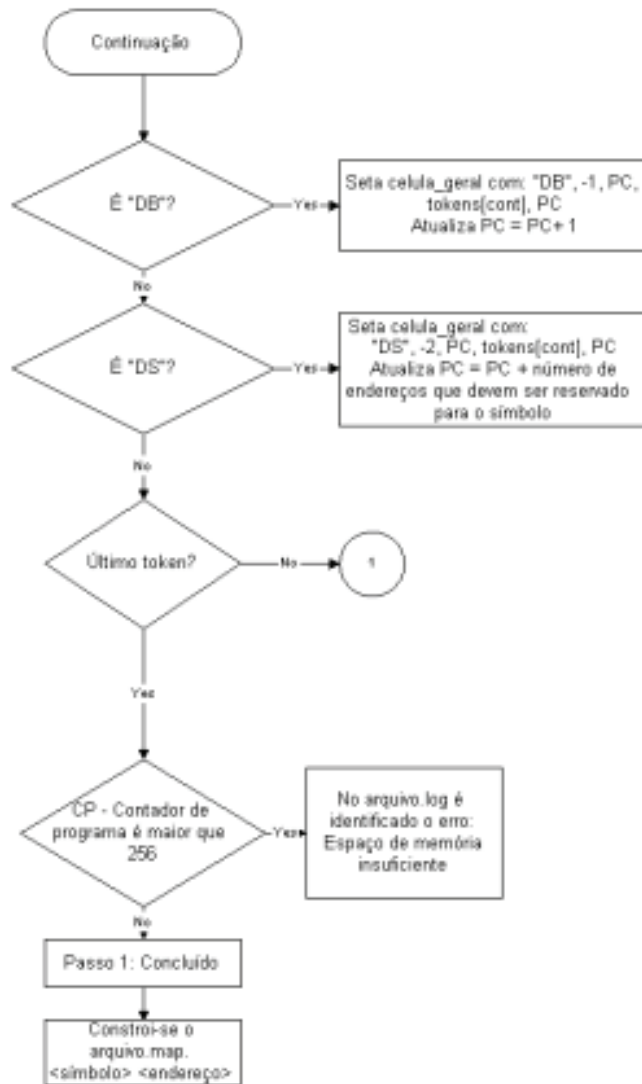 Continuação
É "DB"?
Yes
Seta celula_geral com: "DB", -1, PC,
tokens[cont], PC
Atualiza PC = PC+ 1
No
É "DS"?
Yes
Seta celula_geral com:
"DS", -2, PC, tokens[cont], PC
Atualiza PC = PC + número de
endereços que devem ser reservado
para o símbolo
No
Último token?
No
1
Yes
CP - Contador de
programa é maior que
256
Yes
No arquivo.log é
identificado o erro:
Espaço de memória
insuficiente
No
Passo 1: Concluído
Constroi-se o
arquivo.map.
<símbolo> <endereço>